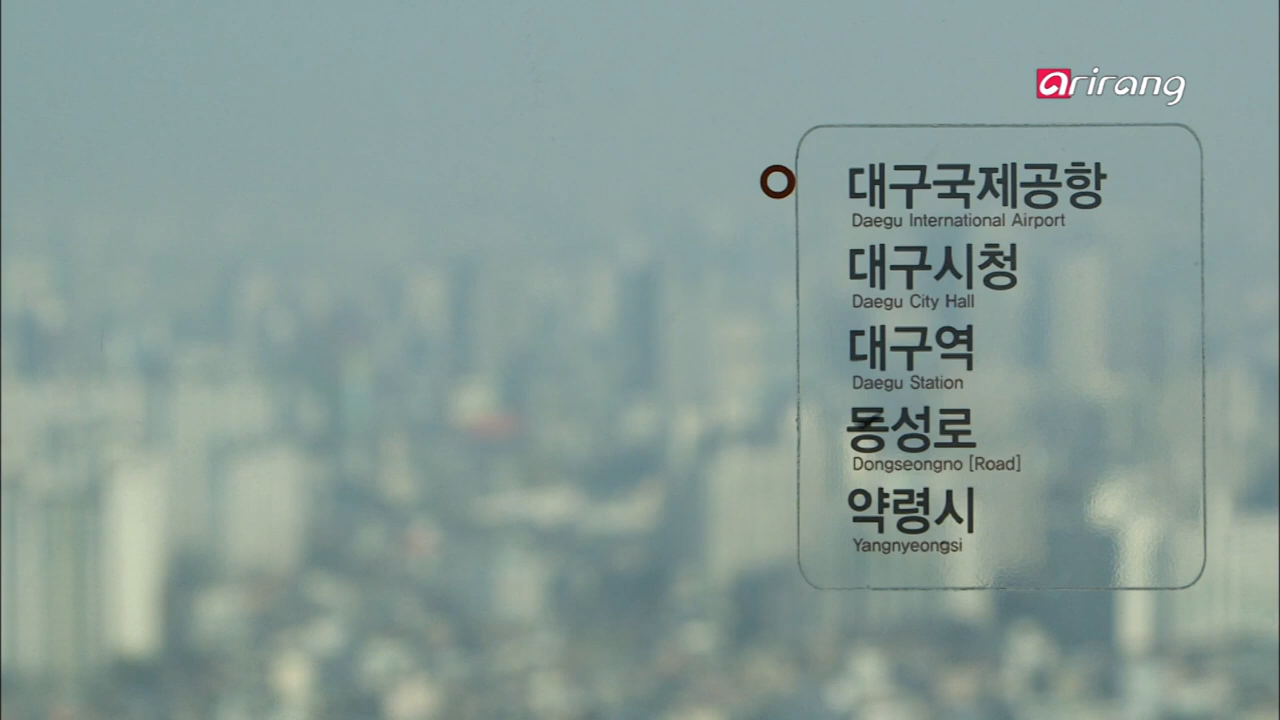 arirang
대구국제공항
Daegu International Airport
대구시청
Daegu City Hall
대구역
Daegu Station
동성로
Dongseongno [Road]
약령시
Yangnyeongsi